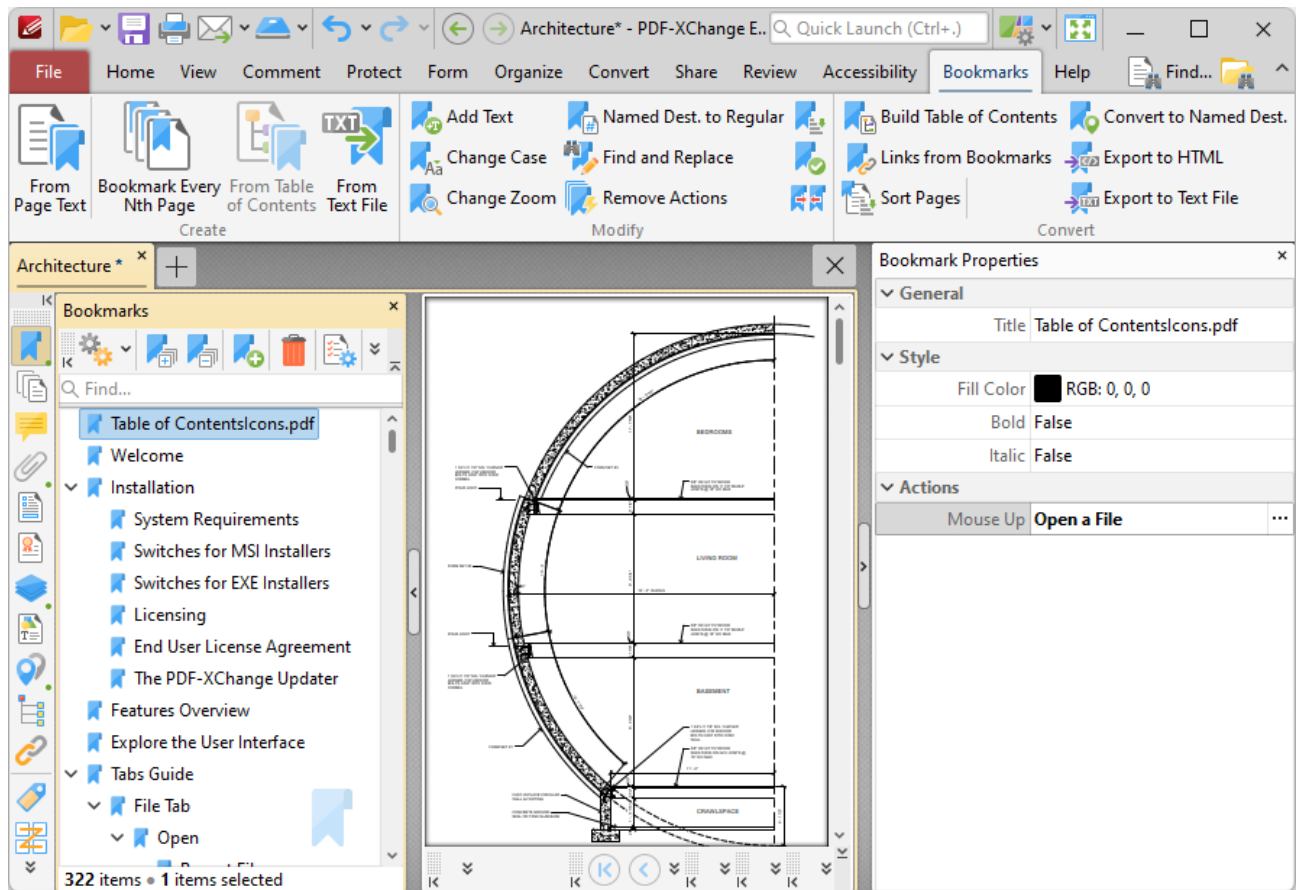 Architecture* - PDF-XChange E.. Quick Launch (Ctrl+.)
File Home View Comment Protect Form Organize Convert Share Review Accessibility Bookmarks Help Find...
Add Text Named Dest. to Regular Build Table of Contents Convert to Named Dest.
TXT
Change Case Find and Replace Links from Bookmarks Export to HTML
From Page Text
Bookmark Every Nth Page
From Table of Contents
From Text File
Change Zoom Remove Actions Sort Pages Export to Text File
Create Modify Convert
Architecture *
Bookmark Properties
General
Bookmarks
Title Table of ContentsIcons.pdf
Style
Find...
Fill Color RGB: 0, 0, 0
Table of ContentsIcons.pdf
Bold False
Welcome
Italic False
Installation
Actions
System Requirements
Mouse Up Open a File ...
Switches for MSI Installers
Switches for EXE Installers
Licensing
End User License Agreement
The PDF-XChange Updater
Features Overview
Explore the User Interface
Tabs Guide
File Tab
Open
322 items • 1 items selected
BEDROOMS
LIVING ROOM
BASEMENT
CRAWLSPACE